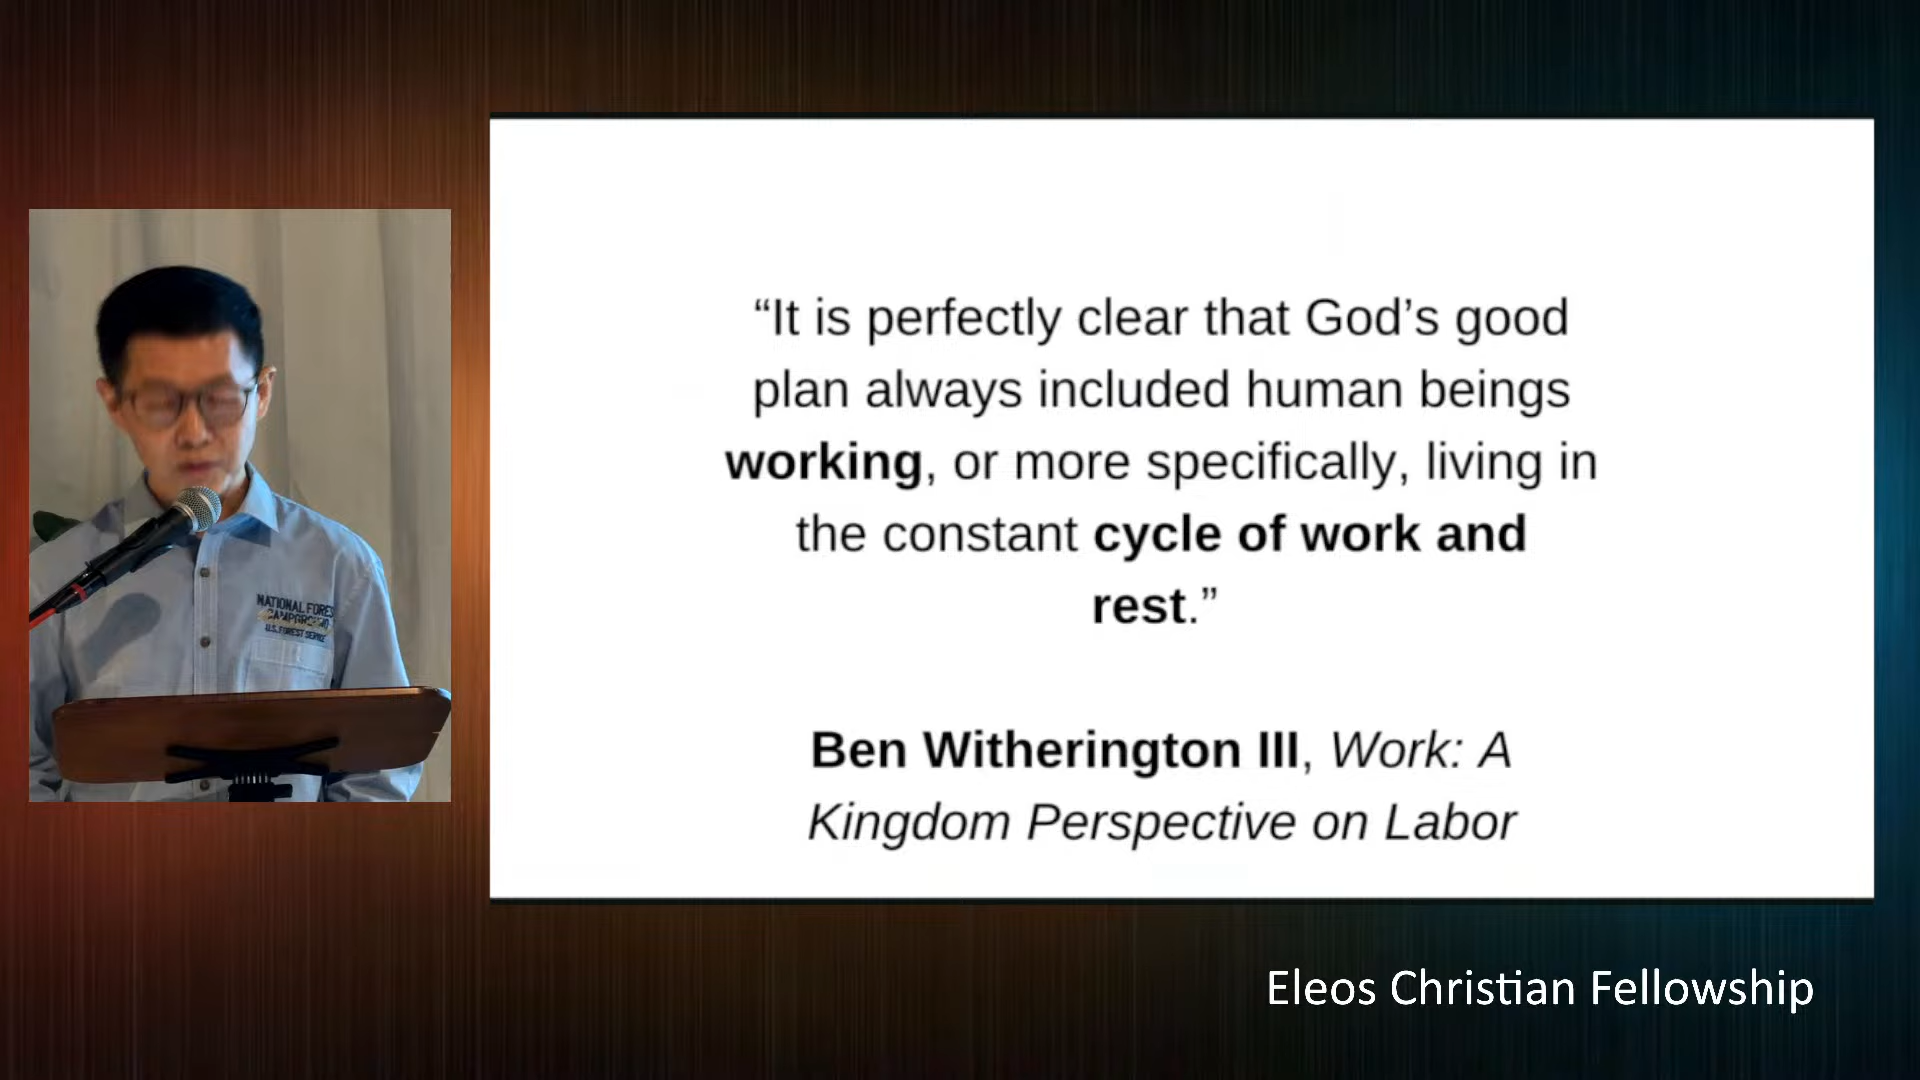 “It is perfectly clear that God’s good
plan always included human beings
working, or more specifically, living in
the constant cycle of work and
rest.”
Ben Witherington III, Work: A
Kingdom Perspective on Labor
NATIONAL FORES
U.S. FOREST SERVICE
Eleos Christian Fellowship